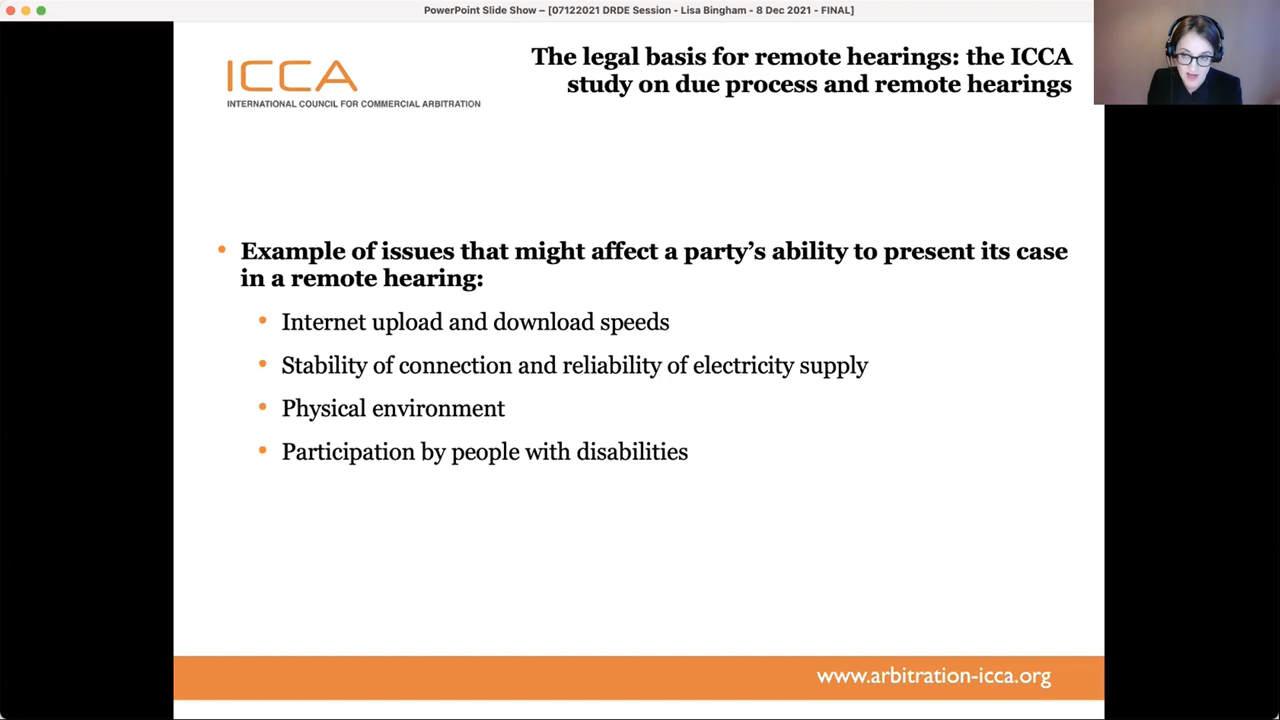 PowerPoint Slide Show – [07122021 DRDE Session - Lisa Bingham - 8 Dec 2021 - FINAL]
ICCA
INTERNATIONAL COUNCIL FOR COMMERCIAL ARBITRATION
The legal basis for remote hearings: the ICCA
study on due process and remote hearings
• Example of issues that might affect a party’s ability to present its case
in a remote hearing:
• Internet upload and download speeds
• Stability of connection and reliability of electricity supply
• Physical environment
• Participation by people with disabilities
www.arbitration-icca.org